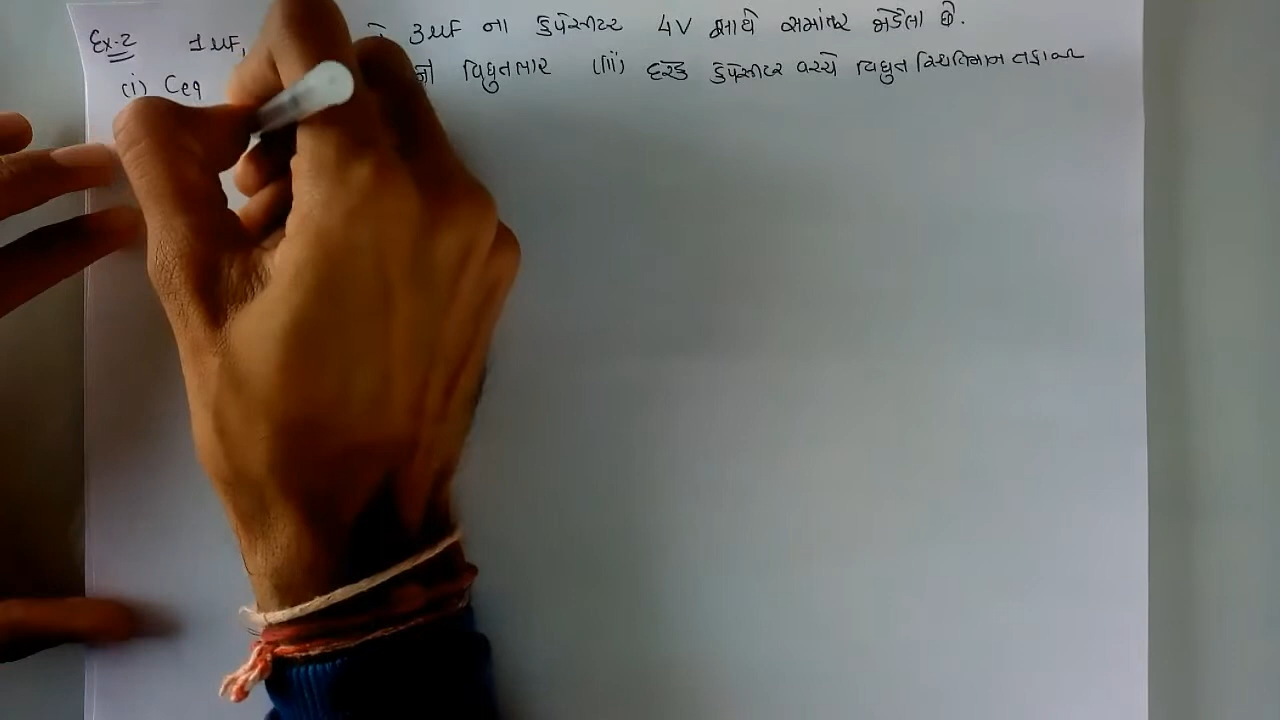 Ex-2 1μF, 3μF ના કેપેસીટર 4V સાથે સમાંતર જોડેલા છે.
(i) Ceq વિદ્યુતભાર (iii) દરેક કેપેસીટર વચ્ચે વિદ્યુત સ્થિતિમાન તફાવત